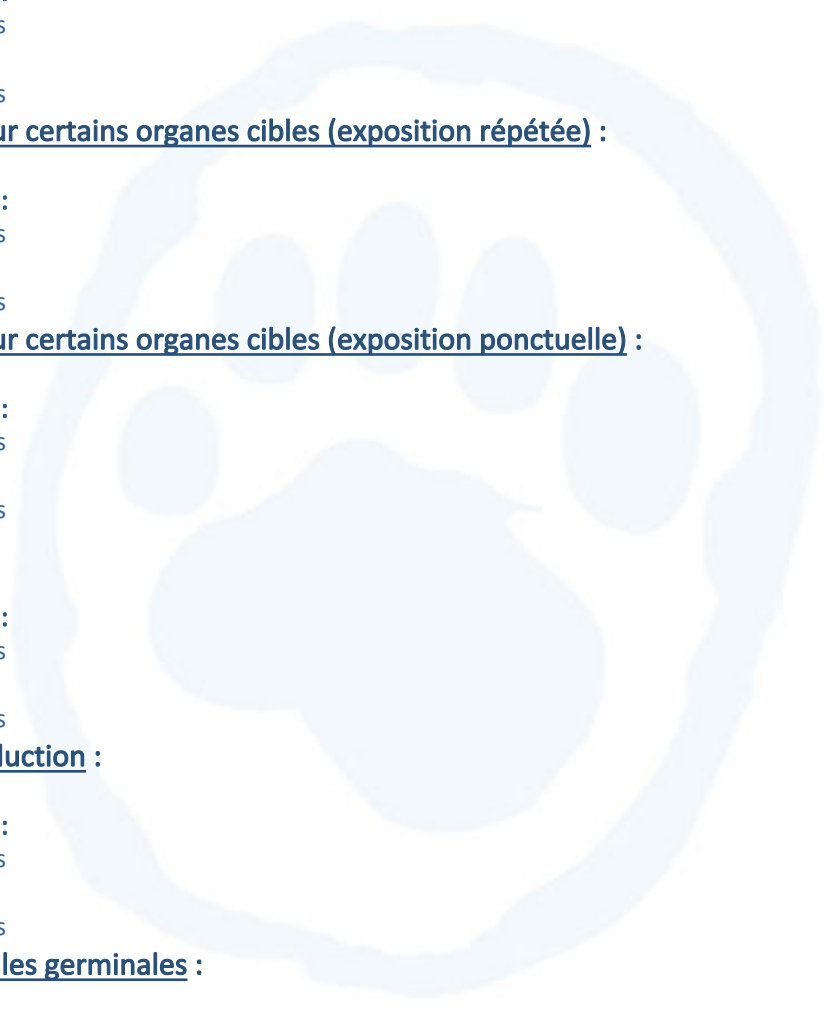 s
s
ur certains organes cibles (exposition répétée) :
:
s
s
ur certains organes cibles (exposition ponctuelle) :
:
s
s
:
s
s
luction :
:
s
s
les germinales :